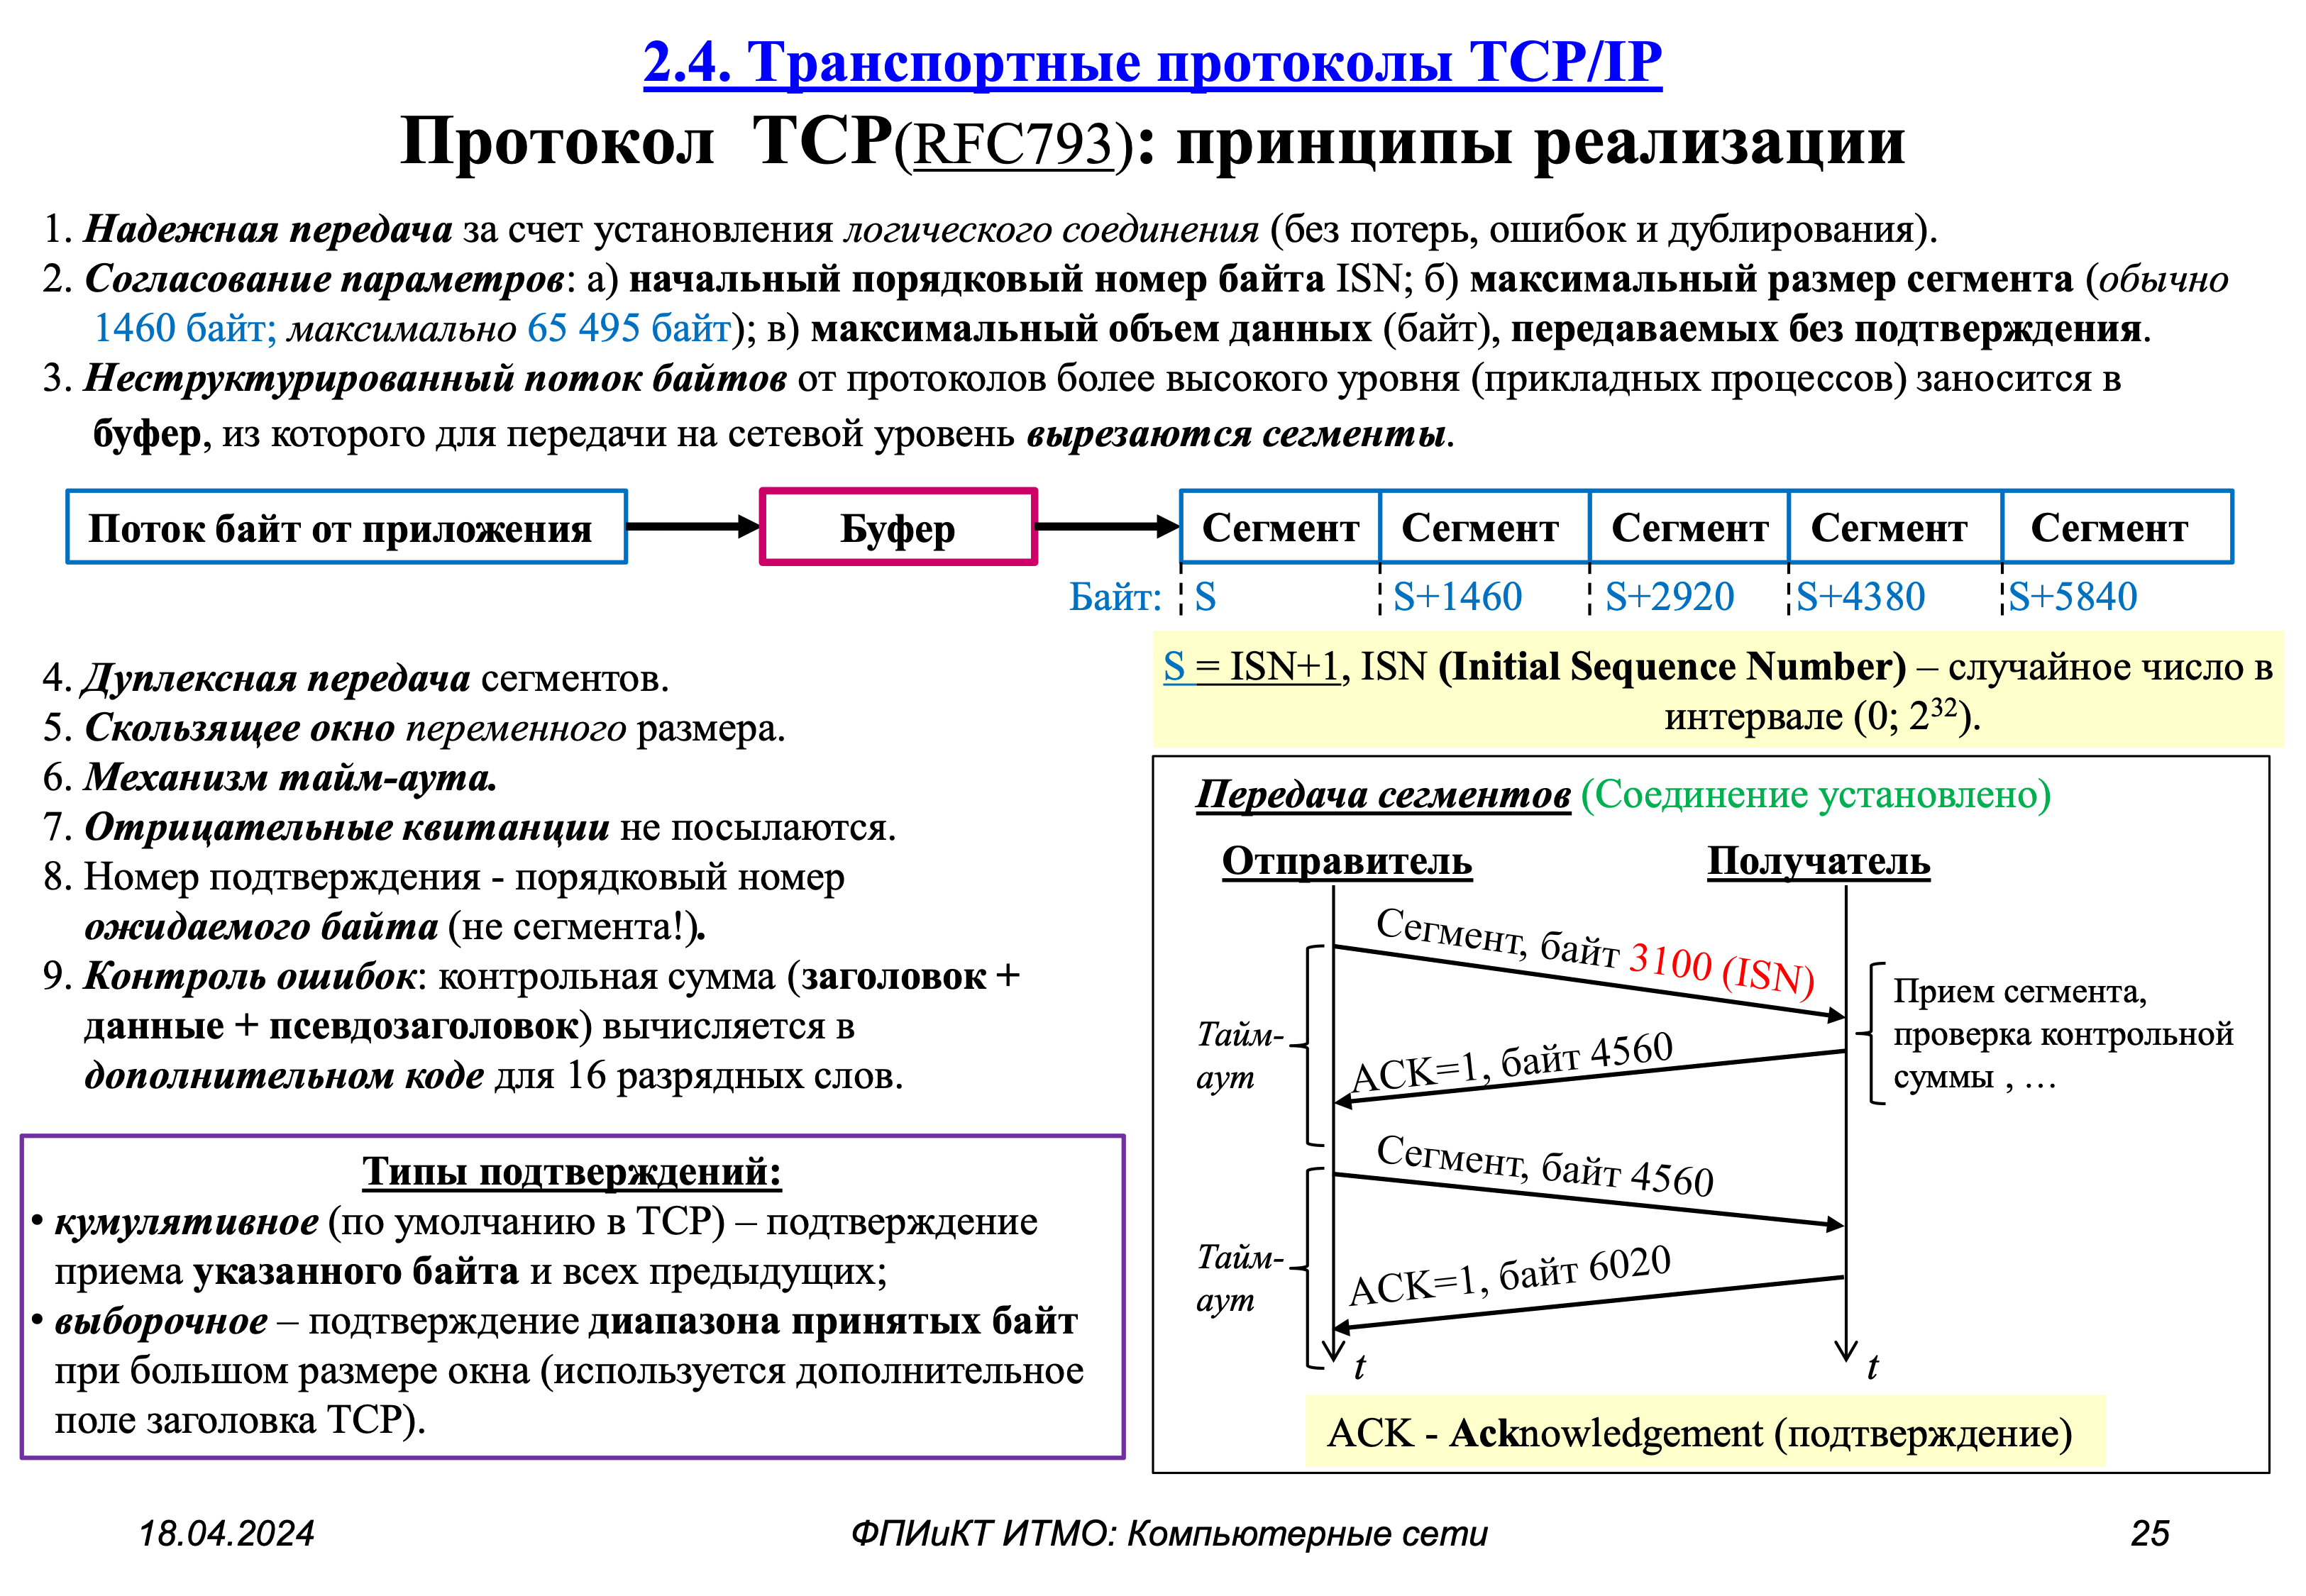 2.4. Транспортные протоколы TCP/IP
Протокол TCP(RFC793): принципы реализации
1. Надежная передача за счет установления логического соединения (без потерь, ошибок и дублирования).
2. Согласование параметров: а) начальный порядковый номер байта ISN; б) максимальный размер сегмента (обычно
1460 байт; максимально 65 495 байт); в) максимальный объем данных (байт), передаваемых без подтверждения.
3. Неструктурированный поток байтов от протоколов более высокого уровня (прикладных процессов) заносится в
буфер, из которого для передачи на сетевой уровень вырезаются сегменты.
Поток байт от приложения
Буфер
Сегмент Сегмент Сегмент Сегмент Сегмент
Байт: S S+1460 S+2920 S+4380 S+5840
S = ISN+1, ISN (Initial Sequence Number) – случайное число в
интервале (0; 2³²).
4. Дуплексная передача сегментов.
5. Скользящее окно переменного размера.
6. Механизм тайм-аута.
7. Отрицательные квитанции не посылаются.
8. Номер подтверждения - порядковый номер
ожидаемого байта (не сегмента!).
9. Контроль ошибок: контрольная сумма (заголовок +
данные + псевдозаголовок) вычисляется в
дополнительном коде для 16 разрядных слов.
Типы подтверждений:
• кумулятивное (по умолчанию в TCP) – подтверждение
приема указанного байта и всех предыдущих;
• выборочное – подтверждение диапазона принятых байт
при большом размере окна (используется дополнительное
поле заголовка TCP).
Передача сегментов (Соединение установлено)
Отправитель
Получатель
Сегмент, байт 3100 (ISN)
Прием сегмента,
проверка контрольной
суммы , …
Тайм-
аут
ACK=1, байт 4560
Сегмент, байт 4560
Тайм-
аут
ACK=1, байт 6020
t
t
ACK - Acknowledgement (подтверждение)
18.04.2024
ФПИиКТ ИТМО: Компьютерные сети
25